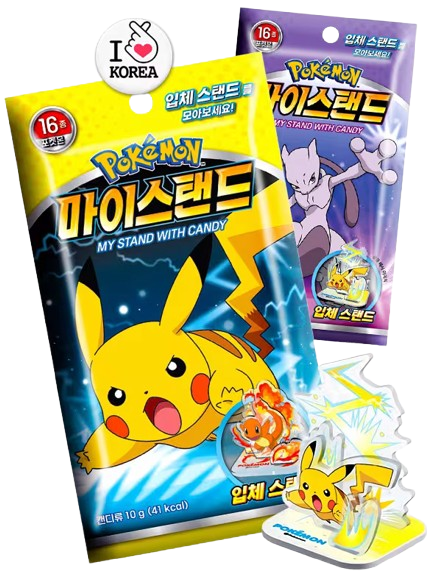 I
KOREA
16종
포켓몬
입체 스탠드를
모아보세요!
POKéMON
마이스탠드
MY STAND WITH CANDY
입체 스탠
캔디류 10 g (41 kcal)
16종
포켓몬
입체 스탠드를
모아보세요!
POKéMON
마이스탠드
MY STAND WITH CANDY
입체 스탠드
POKéMON